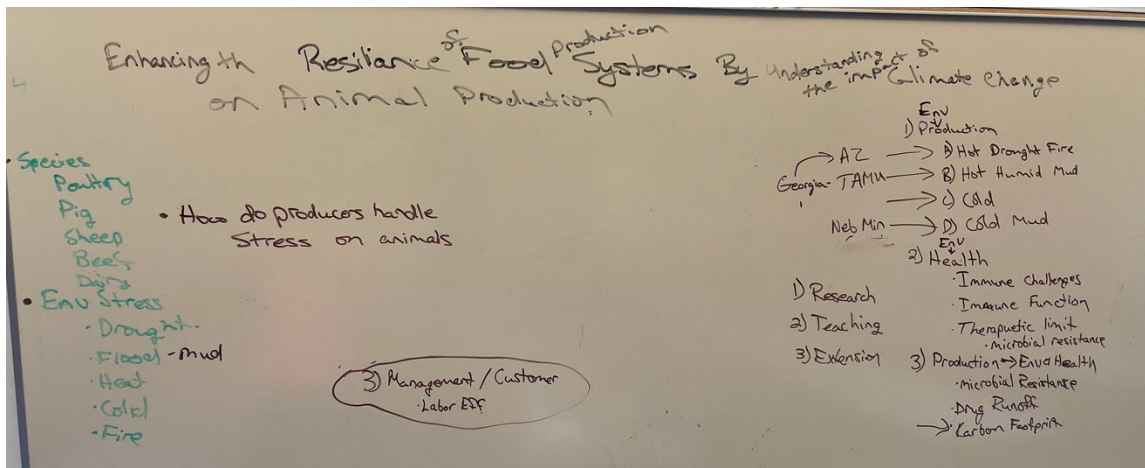 Enhancing th Resiliance of Food Production Systems By understanding the impact of Climate Change
on Animal Production
• Species
Poultry
Pig
Sheep
Beef
Dairy
• Env Stress
• Drought
• Flood - mud
• Heat
• Cold
• Fire
• How do producers handle
Stress on animals
3) Management / Customer
• Labor Eff
1) Research
2) Teaching
3) Extension
Env
1) Production
AZ → A) Hot Drought Fire
Georgia - TAMU → B) Hot Humid Mud
→ C) Cold
Neb Min → D) Cold Mud
Env
2) Health
• Immune Challenges
• Immune Function
• Therapuetic limit
• microbial resistance
3) Production → Env & Health
• microbial Resistance
• Drug Runoff
→ • Karbon Footprint